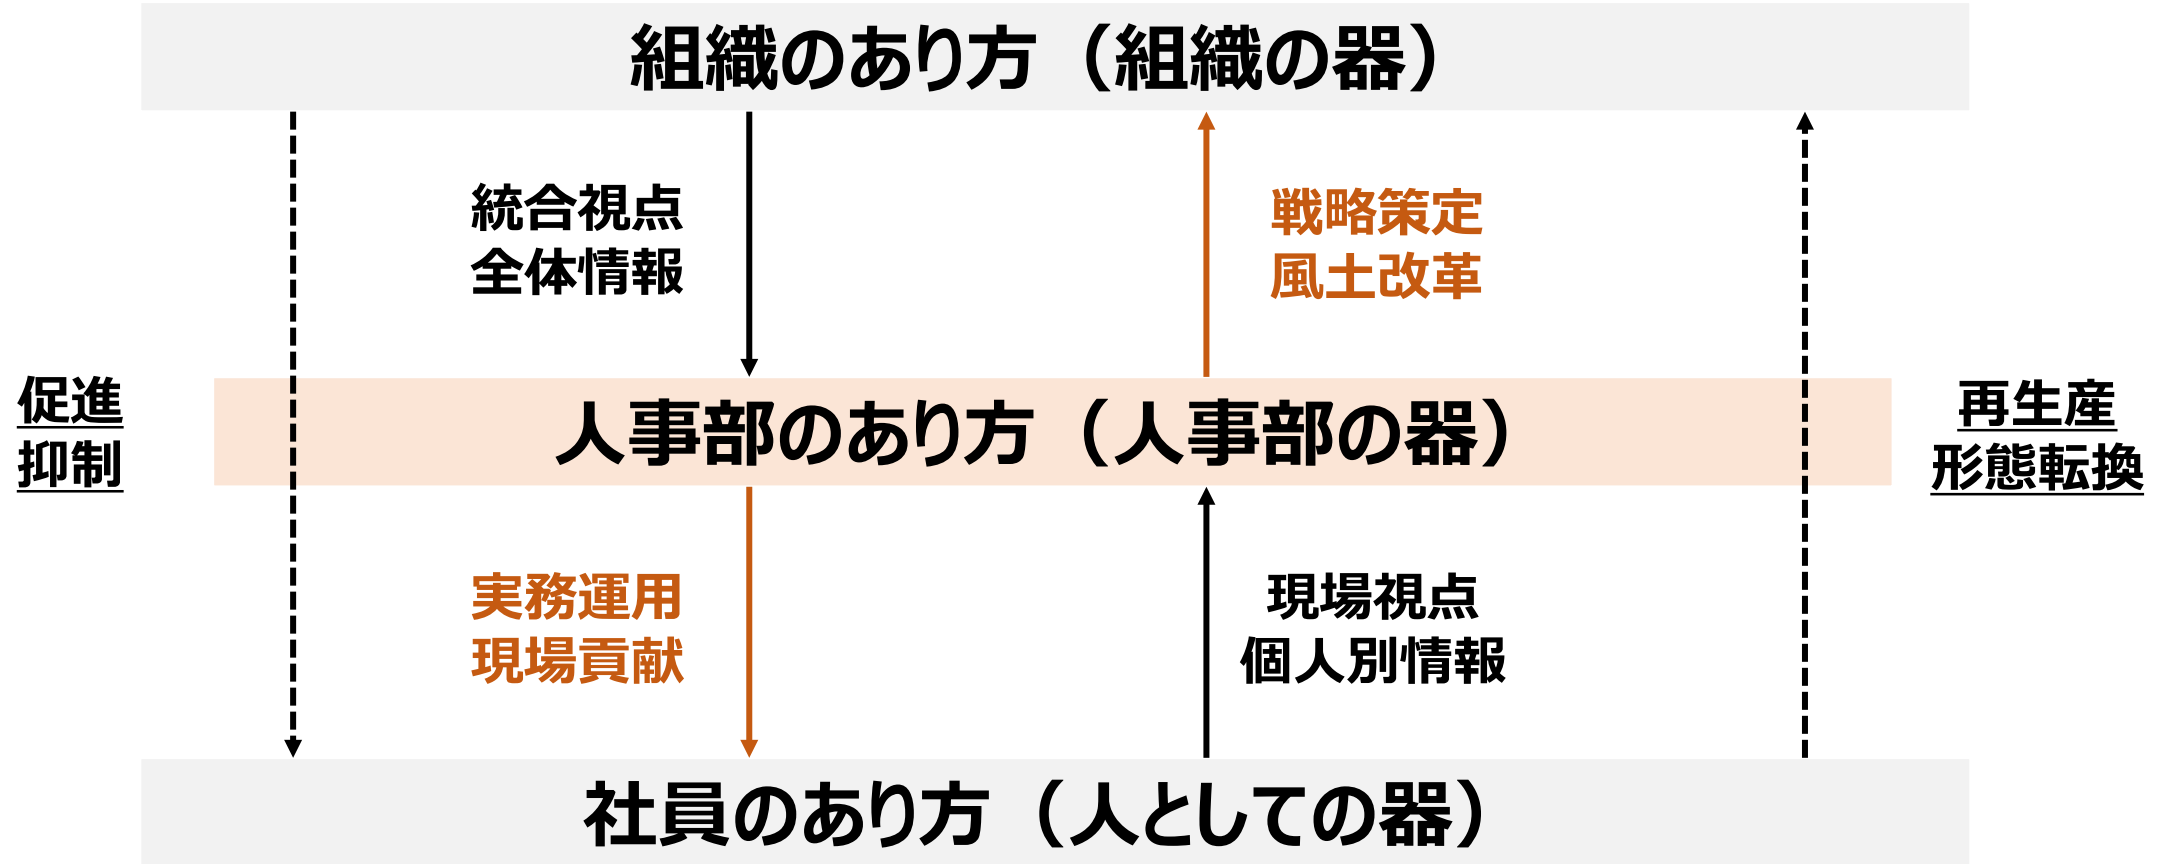 組織のあり方（組織の器）
統合視点
全体情報
戦略策定
風土改革
促進
抑制
人事部のあり方（人事部の器）
再生産
形態転換
実務運用
現場貢献
現場視点
個人別情報
社員のあり方（人としての器）